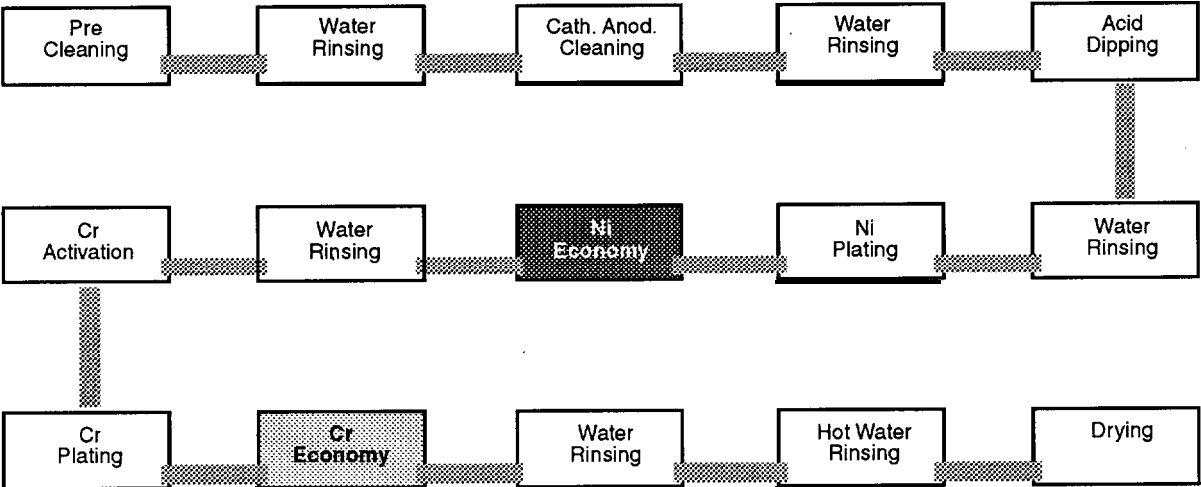 Pre
Cleaning
Water
Rinsing
Cath. Anod.
Cleaning
Water
Rinsing
Acid
Dipping
Cr
Activation
Water
Rinsing
Ni
Economy
Ni
Plating
Water
Rinsing
Cr
Plating
Cr
Economy
Water
Rinsing
Hot Water
Rinsing
Drying